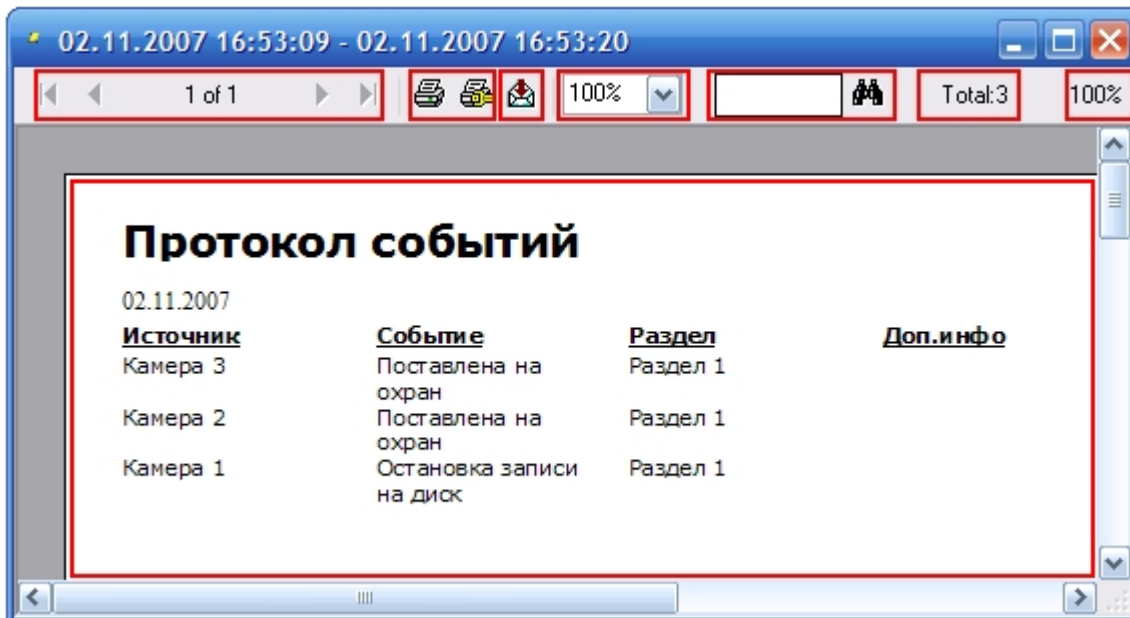 02.11.2007 16:53:09 - 02.11.2007 16:53:20
1 of 1 100% Total:3 100%
Протокол событий
02.11.2007
Источник Событие Раздел Доп.инфо
Камера 3 Поставлена на Раздел 1
охран
Камера 2 Поставлена на Раздел 1
охран
Камера 1 Остановка записи Раздел 1
на диск